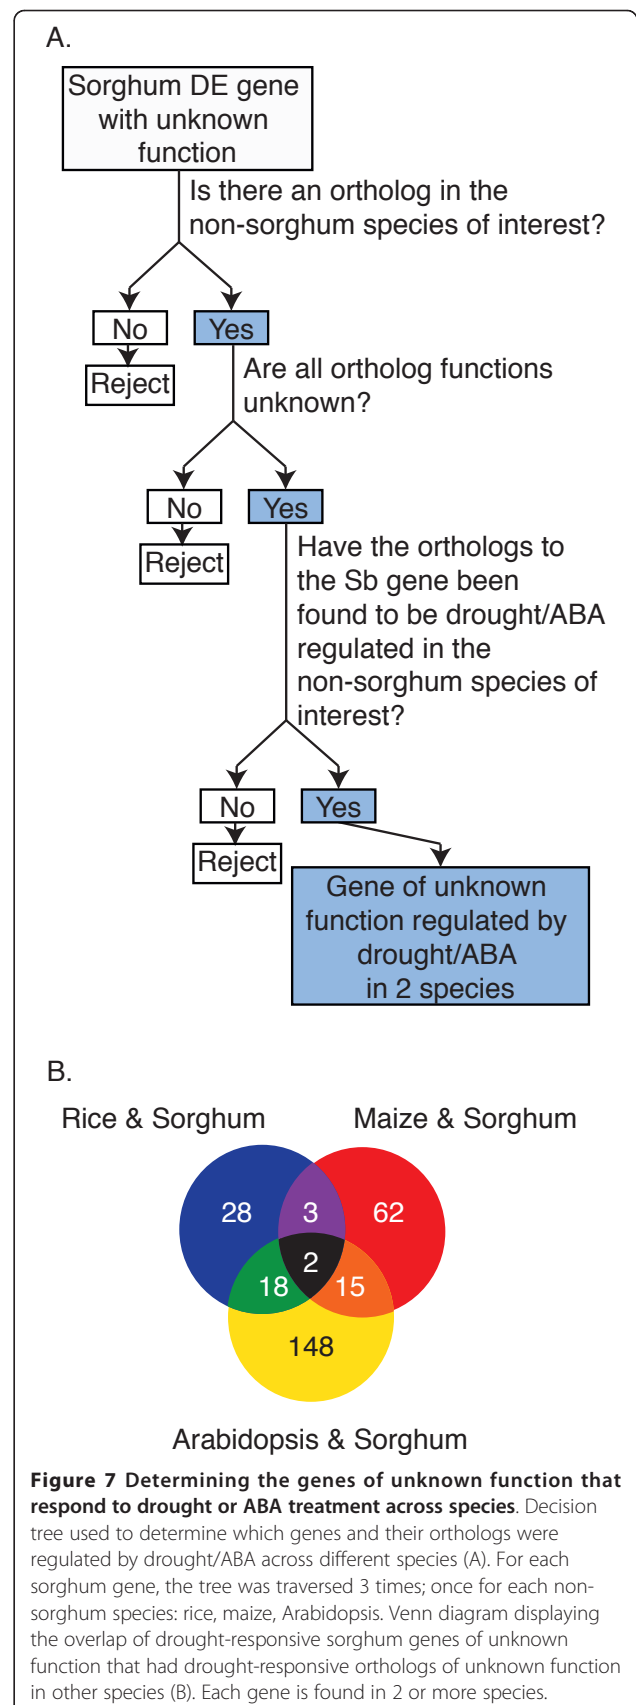 A.
Sorghum DE gene
with unknown
function
Is there an ortholog in the
non-sorghum species of interest?
No
Yes
Reject
Are all ortholog functions
unknown?
No
Yes
Reject
Have the orthologs to
the Sb gene been
found to be drought/ABA
regulated in the
non-sorghum species of
interest?
No
Yes
Reject
Gene of unknown
function regulated by
drought/ABA
in 2 species
B.
Rice & Sorghum
Maize & Sorghum
28
3
62
2
18
15
148
Arabidopsis & Sorghum
Figure 7 Determining the genes of unknown function that
respond to drought or ABA treatment across species. Decision
tree used to determine which genes and their orthologs were
regulated by drought/ABA across different species (A). For each
sorghum gene, the tree was traversed 3 times; once for each non-
sorghum species: rice, maize, Arabidopsis. Venn diagram displaying
the overlap of drought-responsive sorghum genes of unknown
function that had drought-responsive orthologs of unknown function
in other species (B). Each gene is found in 2 or more species.